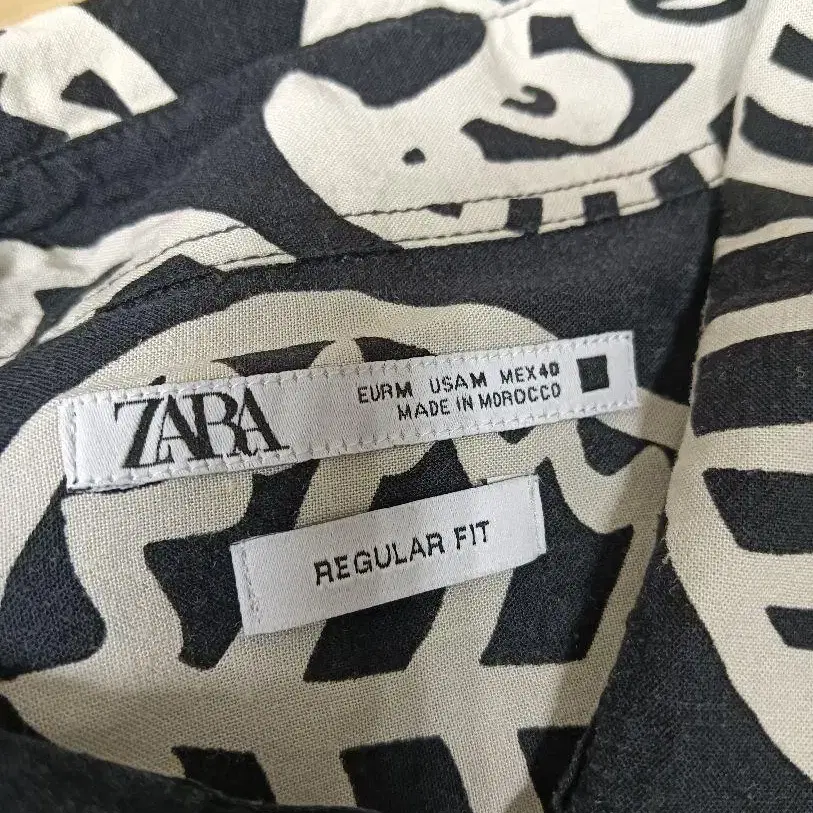 ZARA
EUR M USA M MEX 40
MADE IN MOROCCO
REGULAR FIT